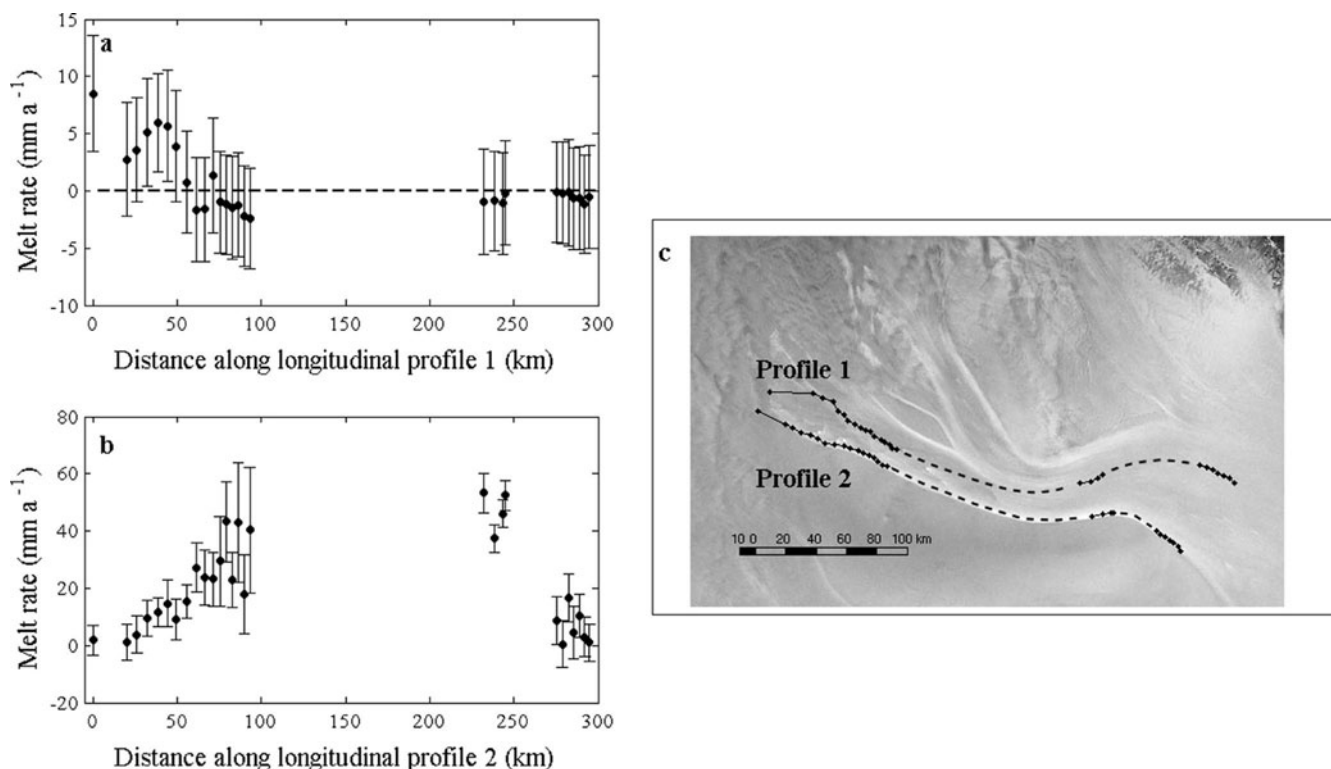 a
15
10
5
0
-5
-10
Melt rate (mm a -1)
0 50 100 150 200 250 300
Distance along longitudinal profile 1 (km)
b
80
60
40
20
0
-20
Melt rate (mm a -1)
0 50 100 150 200 250 300
Distance along longitudinal profile 2 (km)
c
Profile 1
Profile 2
10 0 20 40 60 80 100 km